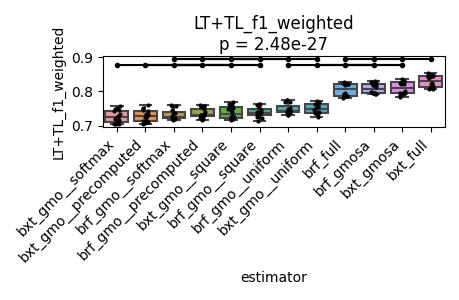 LT+TL_f1_weighted
p = 2.48e-27
LT+TL_f1_weighted
0.9
0.8
0.7
bxt_gmo__softmax
bxt_gmo__precomputed
brf_gmo__softmax
brf_gmo__precomputed
bxt_gmo__square
brf_gmo__square
brf_gmo__uniform
bxt_gmo__uniform
brf_full
brf_gmosa
bxt_gmosa
bxt_full
estimator